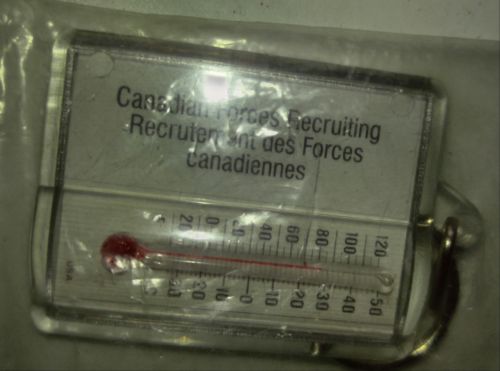 Canadian Forces Recruiting
Recrutement des Forces
canadiennes
F 20 0 20 40 60 80 100 120
C 30 20 10 0 10 20 30 40 50
USA